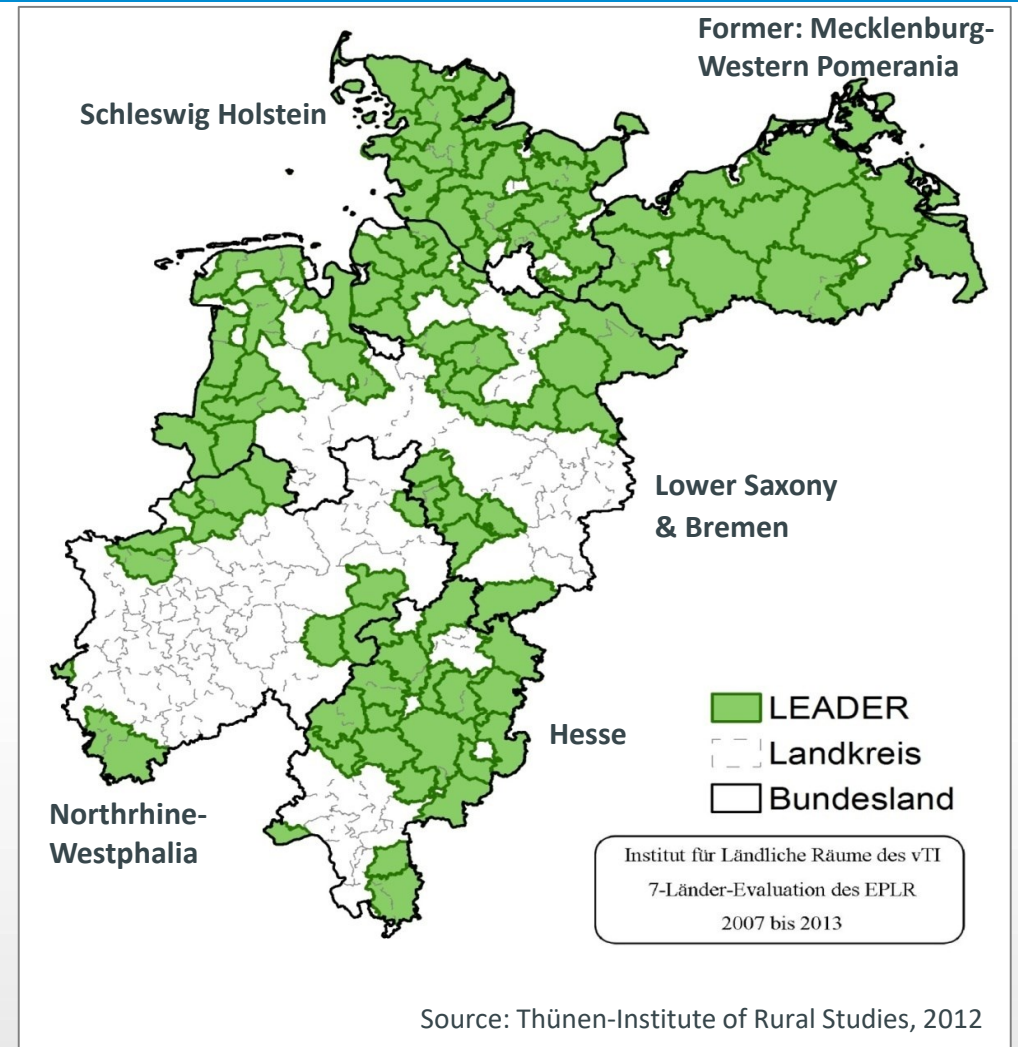 Former: Mecklenburg-
Western Pomerania
Schleswig Holstein
Lower Saxony
& Bremen
Hesse
Northrhine-
Westphalia
LEADER
Landkreis
Bundesland
Institut für Ländliche Räume des vTI
7-Länder-Evaluation des EPLR
2007 bis 2013
Source: Thünen-Institute of Rural Studies, 2012